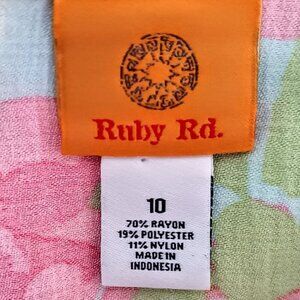 Ruby Rd.
10
70% RAYON
19% POLYESTER
11% NYLON
MADE IN
INDONESIA